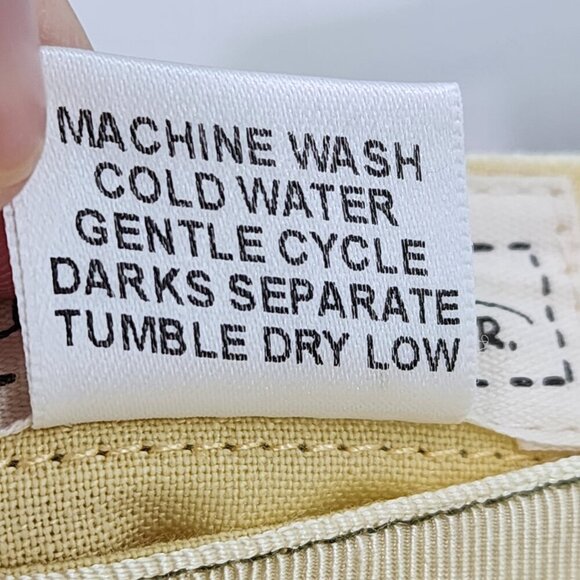 MACHINE WASH
COLD WATER
GENTLE CYCLE
DARKS SEPARATE
TUMBLE DRY LOW
R.